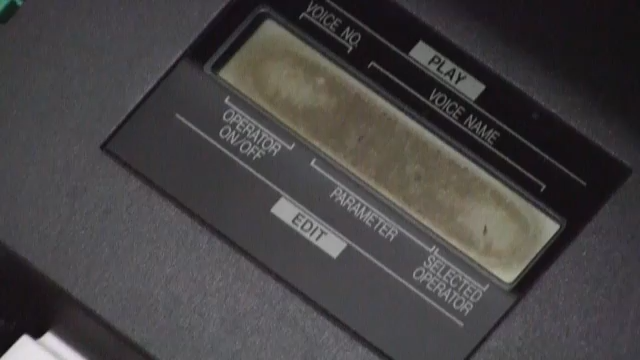 PLAY
VOICE NO.
VOICE NAME
OPERATOR
ON/OFF
PARAMETER
SELECTED
OPERATOR
EDIT